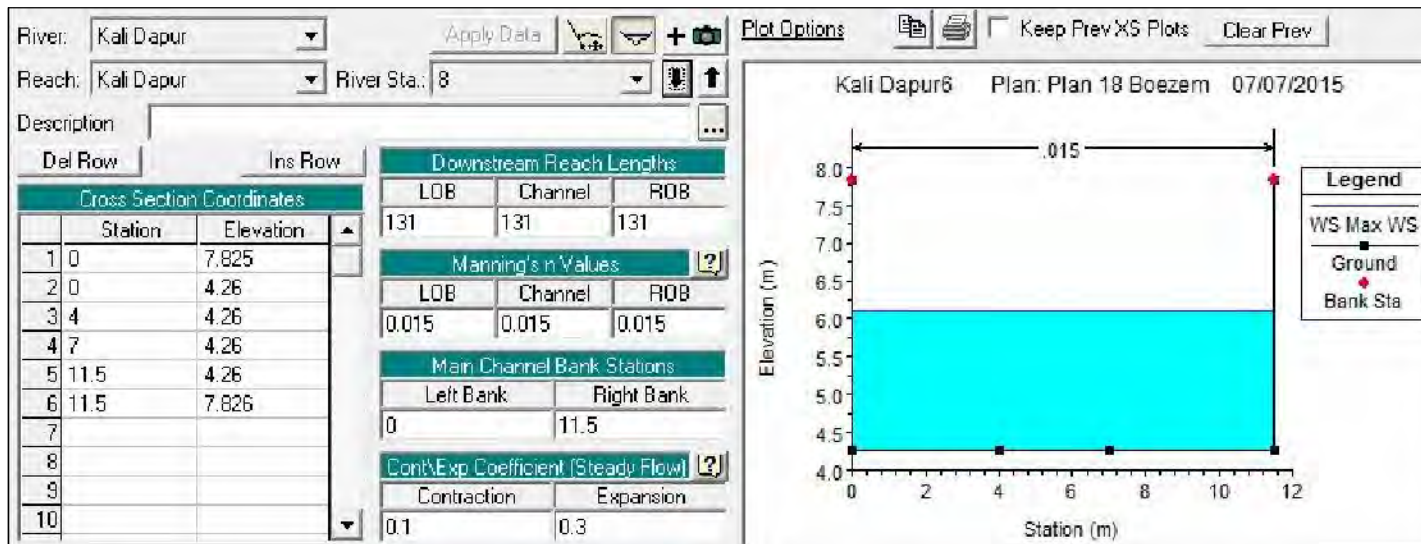 River: Kali Dapur Apply Data +
Reach: Kali Dapur River Sta.: 8
Description ...
Del Row Ins Row
Cross Section Coordinates
Station Elevation
1 0 7.825
2 0 4.26
3 4 4.26
4 7 4.26
5 11.5 4.26
6 11.5 7.826
7
8
9
10
Downstream Reach Lengths
LOB Channel ROB
131 131 131
Manning's n Values ?
LOB Channel ROB
0.015 0.015 0.015
Main Channel Bank Stations
Left Bank Right Bank
0 11.5
Cont\Exp Coefficient (Steady Flow) ?
Contraction Expansion
0.1 0.3
Plot Options Keep Prev XS Plots Clear Prev
Kali Dapur6 Plan: Plan 18 Boezem 07/07/2015
.015
8.0
7.5
7.0
6.5
6.0
5.5
5.0
4.5
4.0
Elevation (m)
0 2 4 6 8 10 12
Station (m)
Legend
WS Max WS
Ground
Bank Sta